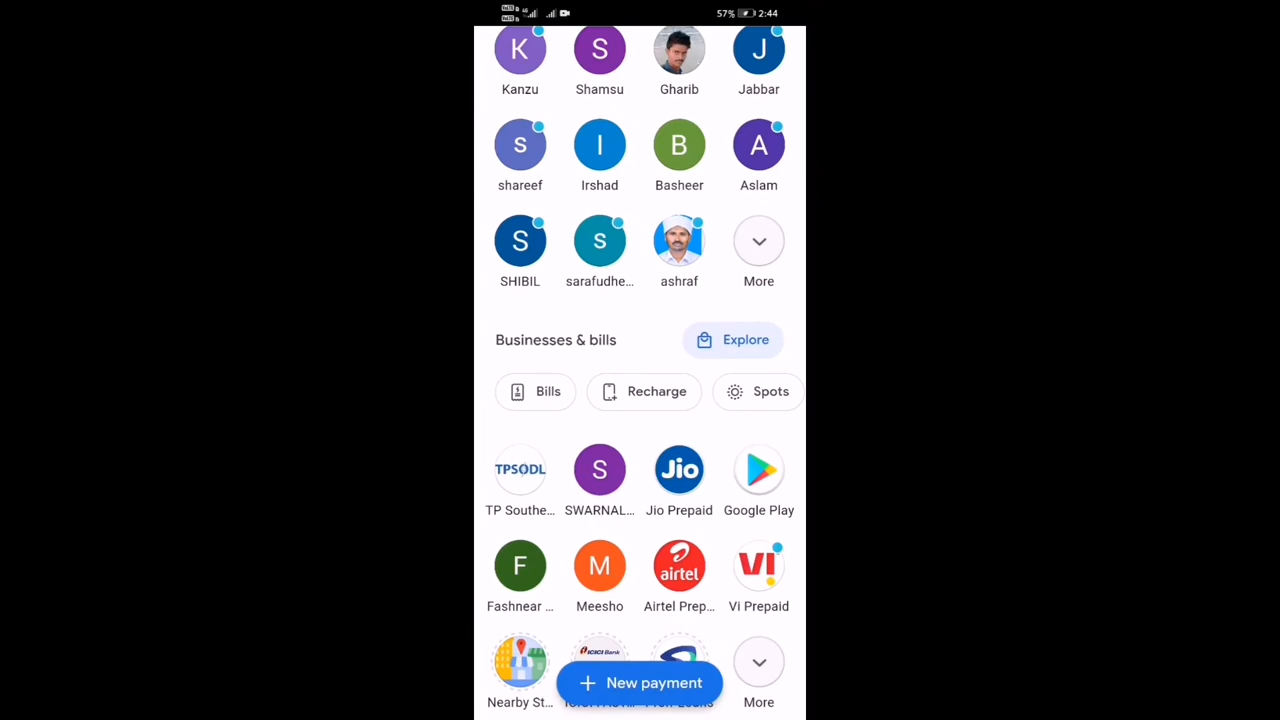 57% 2:44
K S J
Kanzu Shamsu Gharib Jabbar
s I B A
shareef Irshad Basheer Aslam
S s
SHIBIL sarafudhe... ashraf More
Businesses & bills Explore
Bills Recharge Spots
TPSODL S Jio
TP Southe... SWARNAL... Jio Prepaid Google Play
F M airtel VI
Fashnear ... Meesho Airtel Prep... Vi Prepaid
ICICI Bank
+ New payment
Nearby St... More